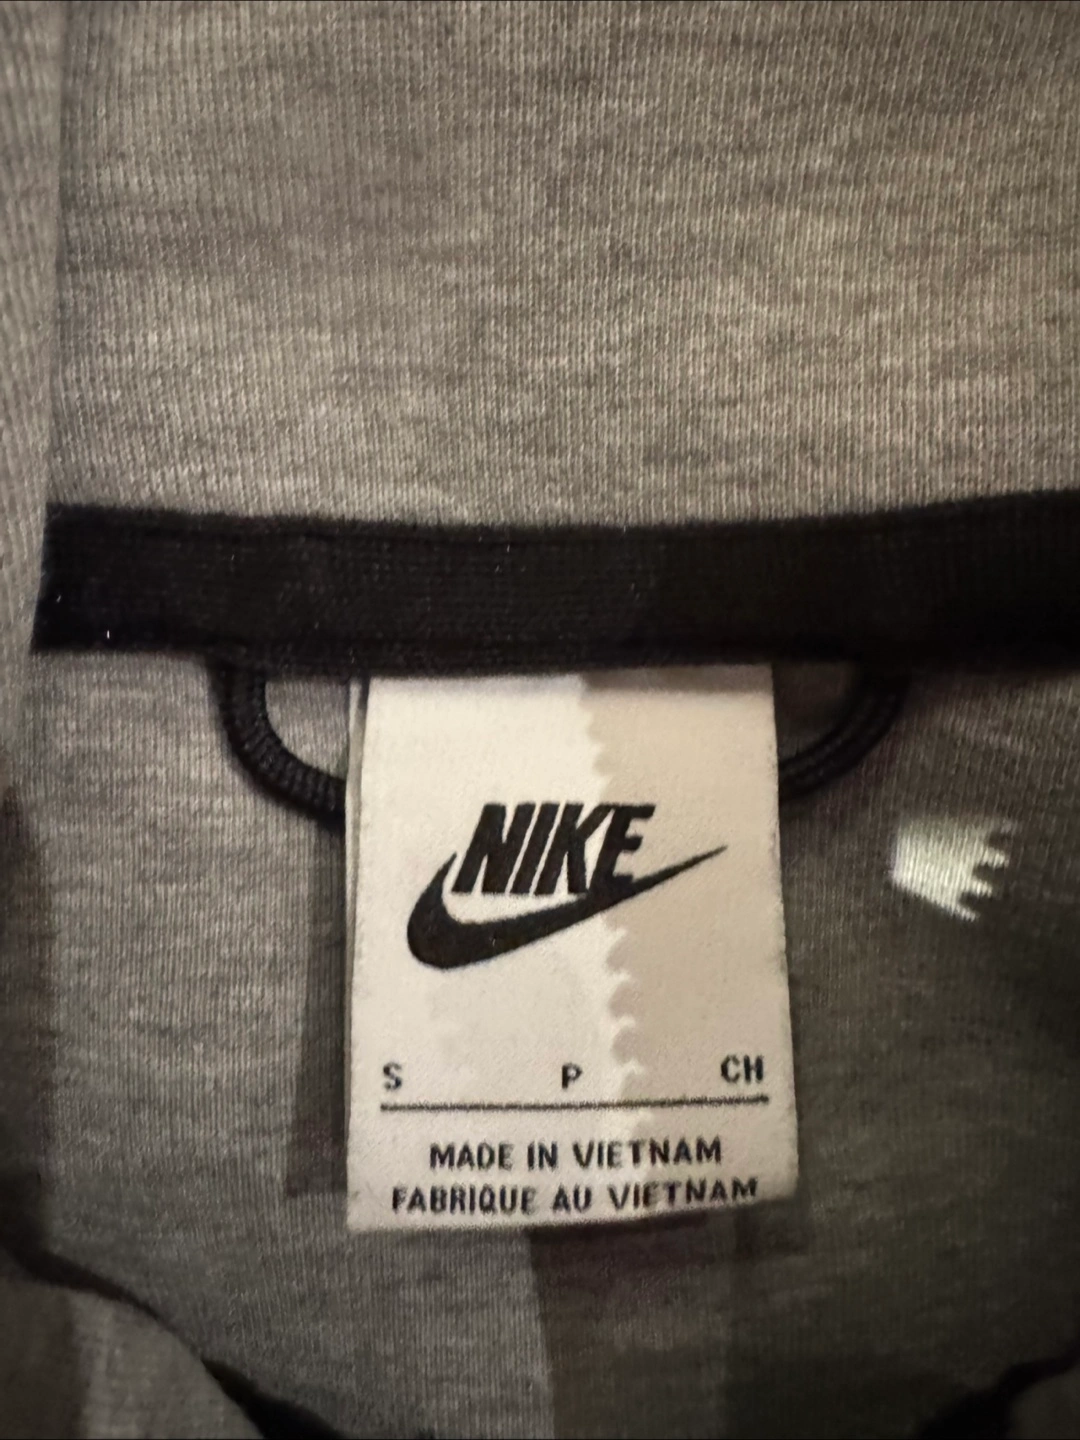 NIKE
S P CH
MADE IN VIETNAM
FABRIQUE AU VIETNAM